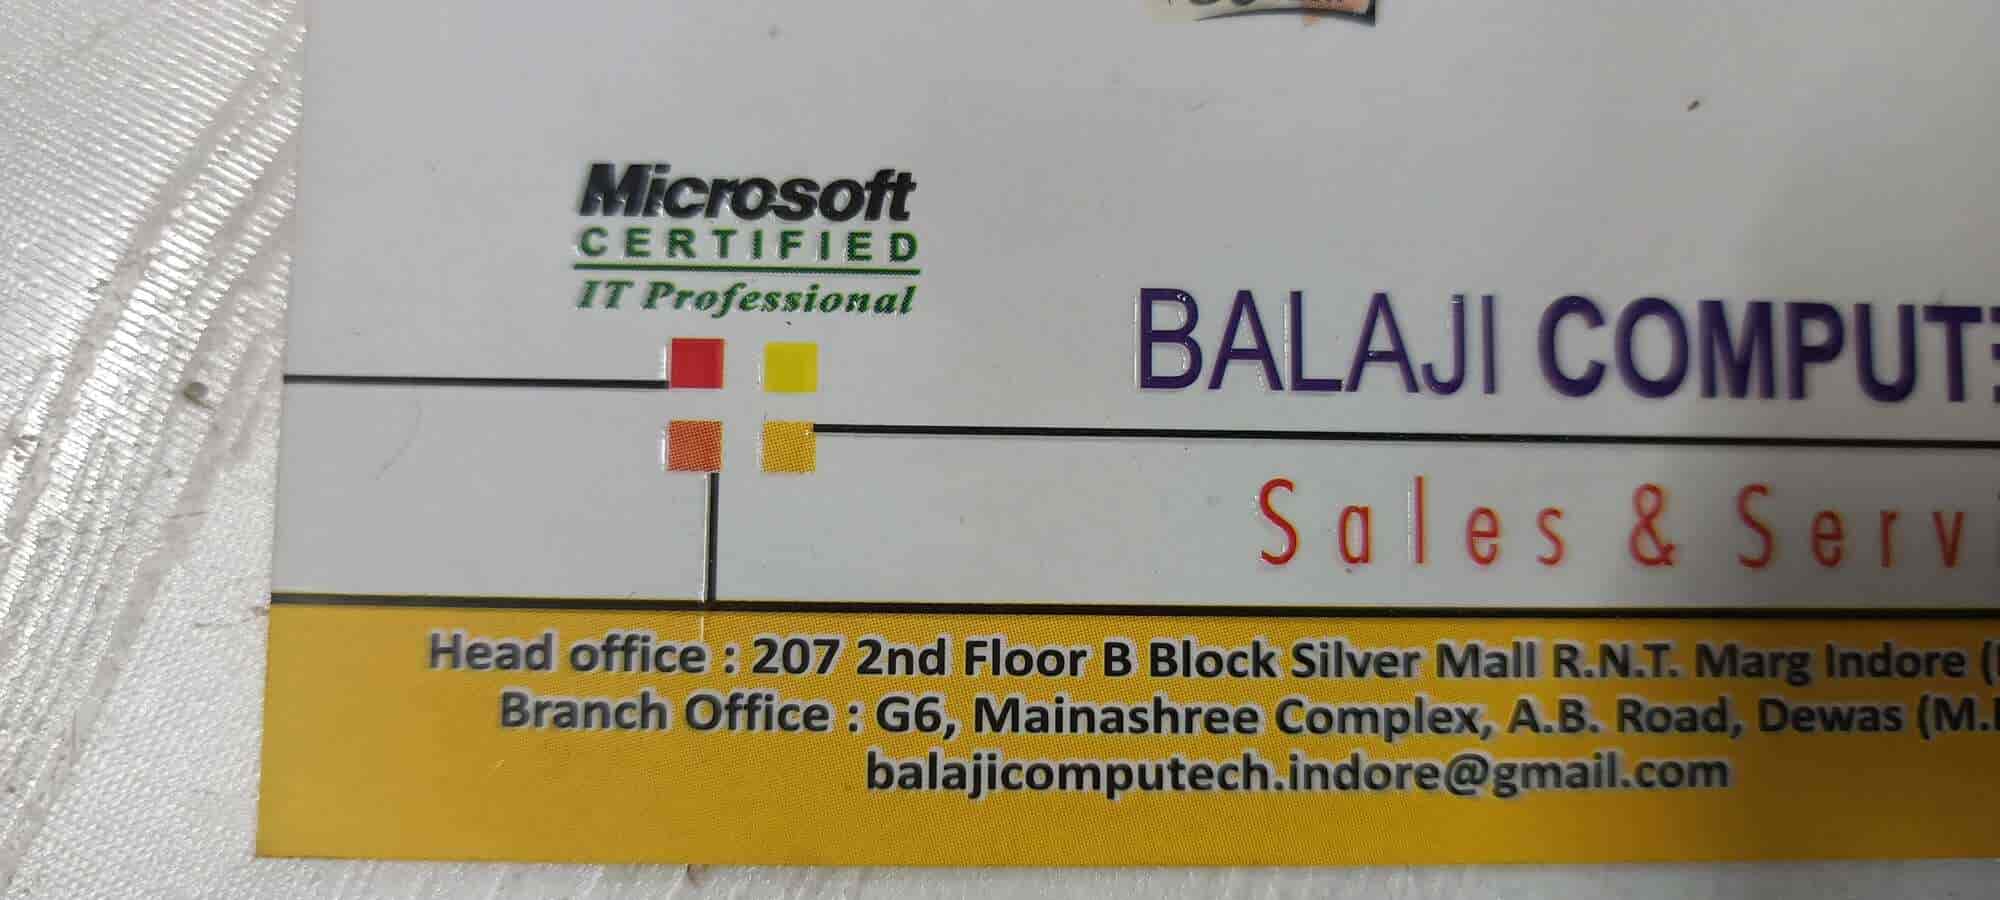 Microsoft
CERTIFIED
IT Professional
BALAJI COMPUT
Sales & Serv
Head office : 207 2nd Floor B Block Silver Mall R.N.T. Marg Indore (
Branch Office : G6, Mainashree Complex, A.B. Road, Dewas (M.
balajicomputech.indore@gmail.com